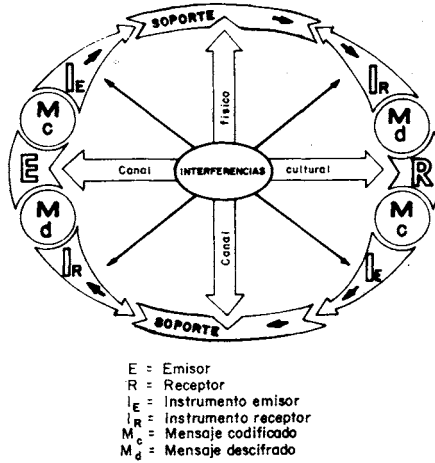 SOPORTE
I_E
I_R
M_c
M_d
físico
E
Canal
INTERFERENCIAS
cultural
R
M_d
M_c
Canal
I_R
I_E
SOPORTE
E = Emisor
R = Receptor
I_E = Instrumento emisor
I_R = Instrumento receptor
M_c = Mensaje codificado
M_d = Mensaje descifrado